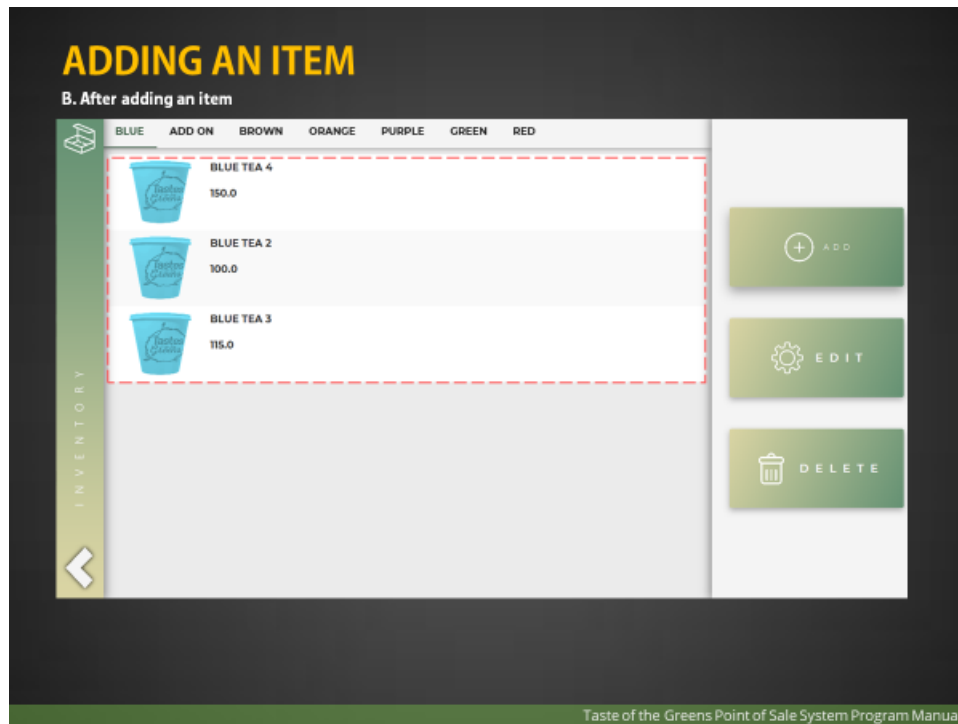 ADDING AN ITEM
B. After adding an item
BLUE ADD ON BROWN ORANGE PURPLE GREEN RED
BLUE TEA 4
150.0
BLUE TEA 2
100.0
BLUE TEA 3
115.0
INVENTORY
ADD
EDIT
DELETE
Taste of the Greens Point of Sale System Program Manua